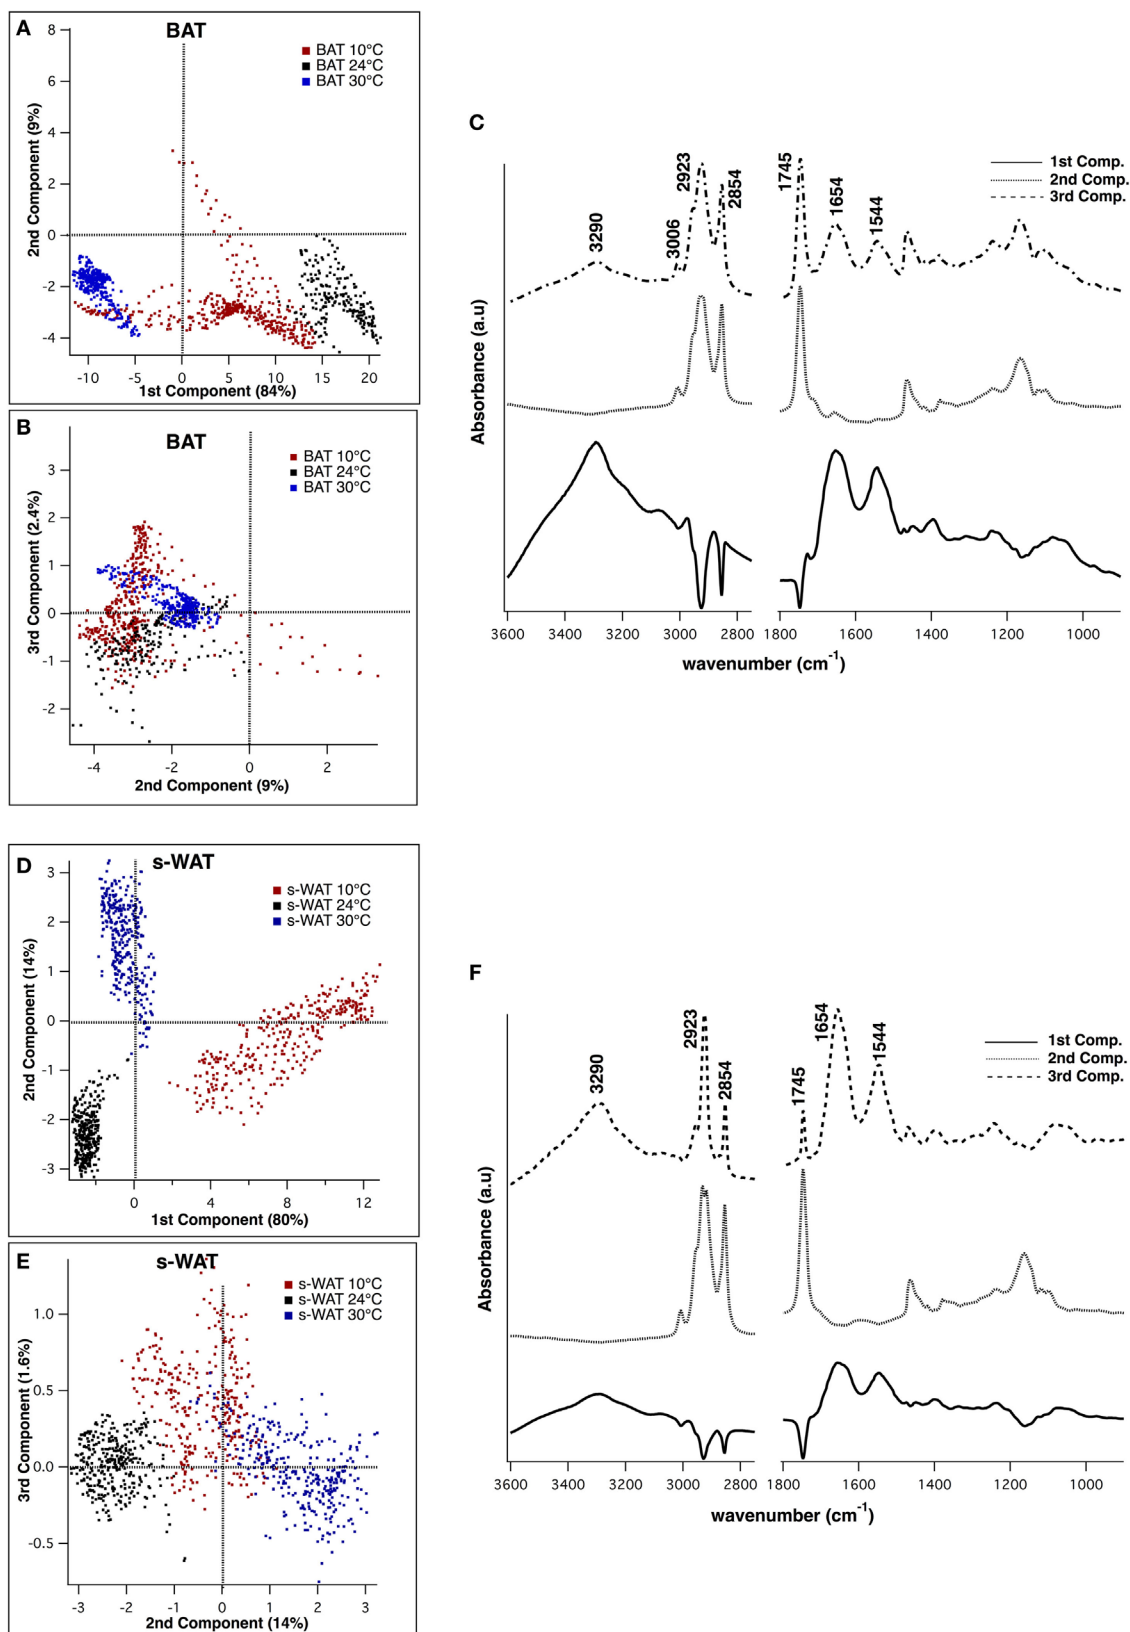 A
BAT
BAT 10°C
BAT 24°C
BAT 30°C
8
6
4
2
0
-2
-4
2nd Component (9%)
-10 -5 0 5 10 15 20
1st Component (84%)
B
BAT
BAT 10°C
BAT 24°C
BAT 30°C
3
2
1
0
-1
-2
3rd Component (2.4%)
-4 -2 0 2
2nd Component (9%)
C
1st Comp.
2nd Comp.
3rd Comp.
3290
3006
2923
2854
1745
1654
1544
Absorbance (a.u)
3600 3400 3200 3000 2800 1800 1600 1400 1200 1000
wavenumber (cm-1)
D
s-WAT
s-WAT 10°C
s-WAT 24°C
s-WAT 30°C
3
2
1
0
-1
-2
-3
2nd Component (14%)
0 4 8 12
1st Component (80%)
E
s-WAT
s-WAT 10°C
s-WAT 24°C
s-WAT 30°C
1.0
0.5
0.0
-0.5
3rd Component (1.6%)
-3 -2 -1 0 1 2 3
2nd Component (14%)
F
1st Comp.
2nd Comp.
3rd Comp.
3290
2923
2854
1745
1654
1544
Absorbance (a.u)
3600 3400 3200 3000 2800 1800 1600 1400 1200 1000
wavenumber (cm-1)